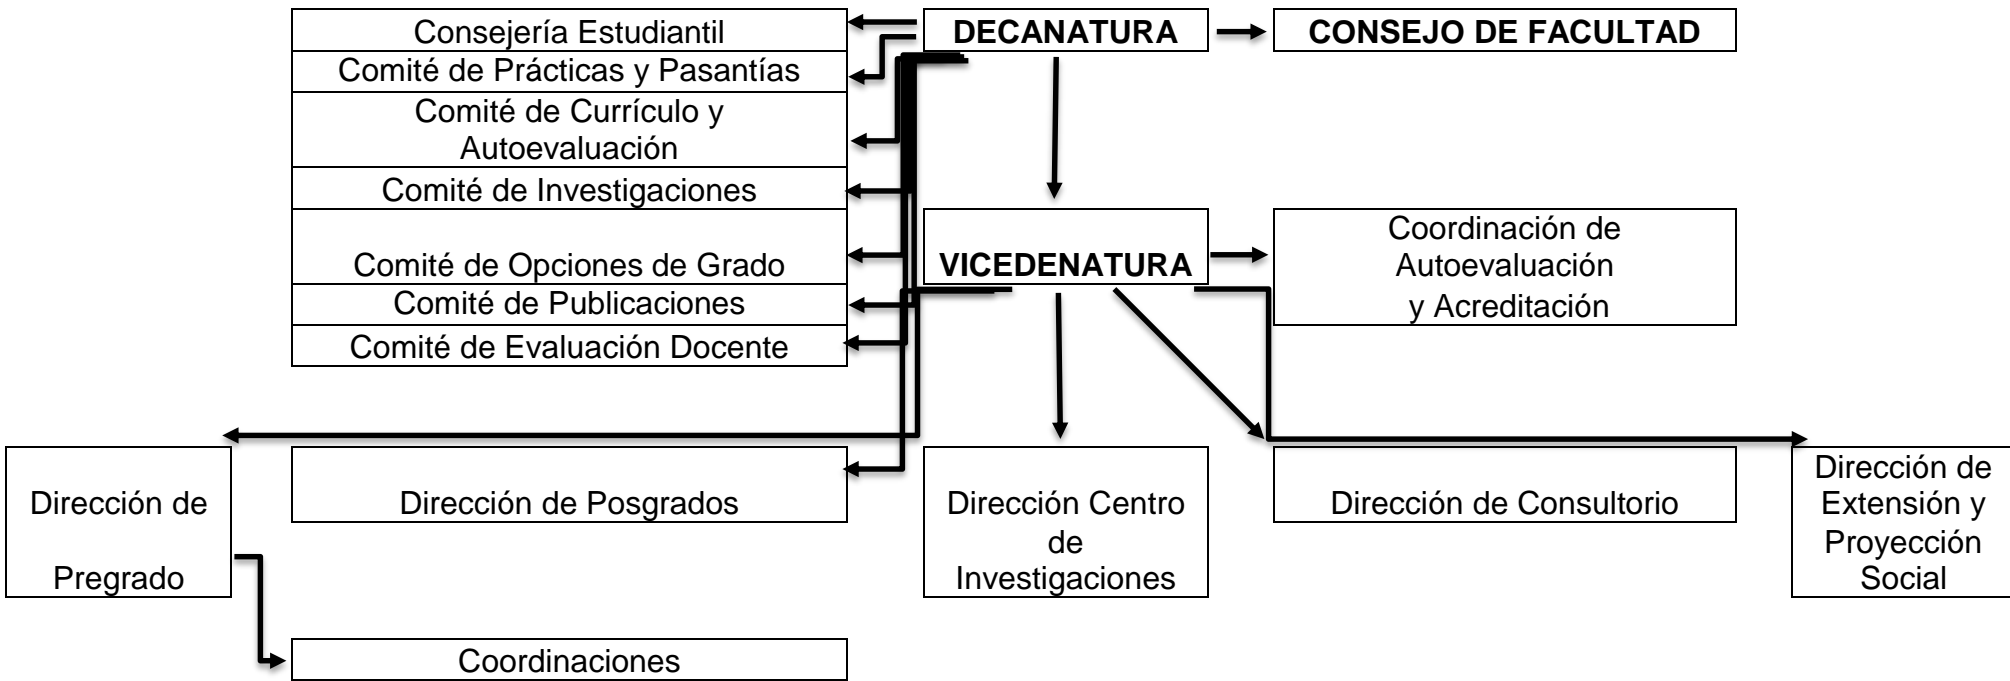 Consejería Estudiantil
DECANATURA
CONSEJO DE FACULTAD
Comité de Prácticas y Pasantías
Comité de Currículo y
Autoevaluación
Comité de Investigaciones
Comité de Opciones de Grado
Comité de Publicaciones
Comité de Evaluación Docente
VICEDENATURA
Coordinación de
Autoevaluación
y Acreditación
Dirección de
Pregrado
Dirección de Posgrados
Dirección Centro
de
Investigaciones
Dirección de Consultorio
Dirección de
Extensión y
Proyección
Social
Coordinaciones